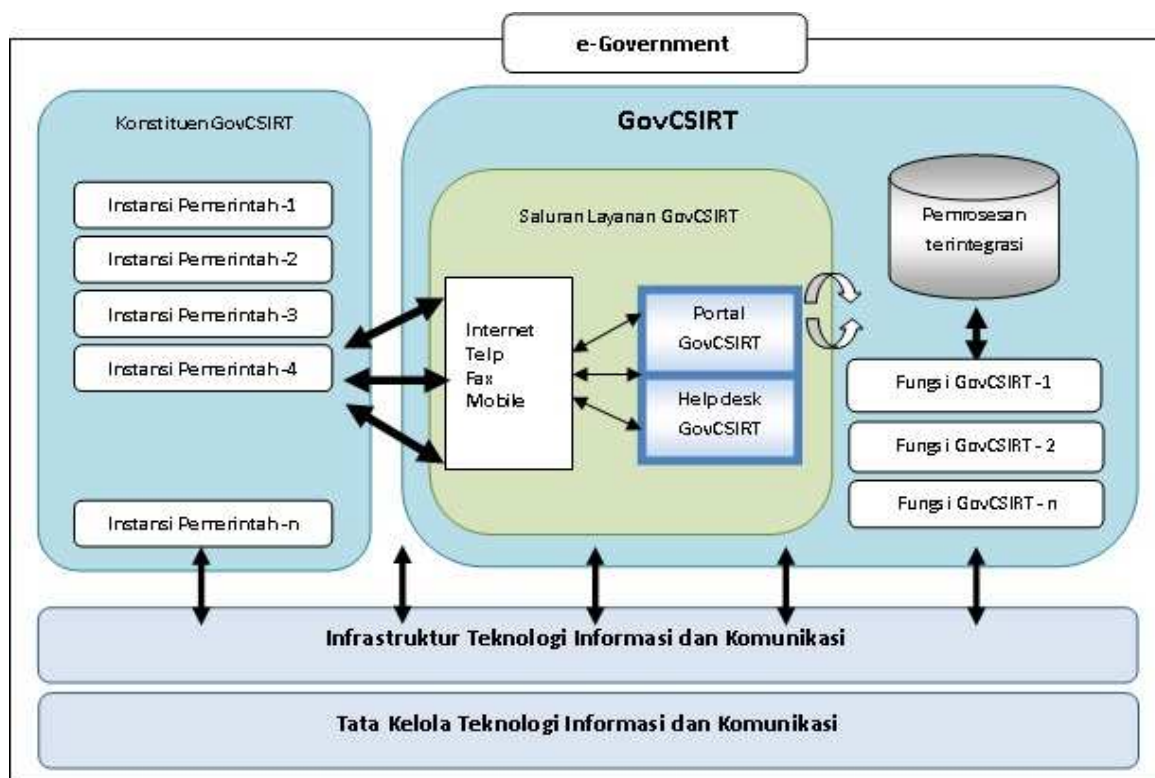 e-Government
Konstituen GovCSIRT
Instansi Pemerintah -1
Instansi Pemerintah -2
Instansi Pemerintah -3
Instansi Pemerintah -4
Instansi Pemerintah -n
GovCSIRT
Saluran Layanan GovCSIRT
Internet
Telp
Fax
Mobile
Portal
GovCSIRT
Helpdesk
GovCSIRT
Pemrosesan
terintegrasi
Fungsi GovCSIRT -1
Fungsi GovCSIRT - 2
Fungsi GovCSIRT - n
Infrastruktur Teknologi Informasi dan Komunikasi
Tata Kelola Teknologi Informasi dan Komunikasi